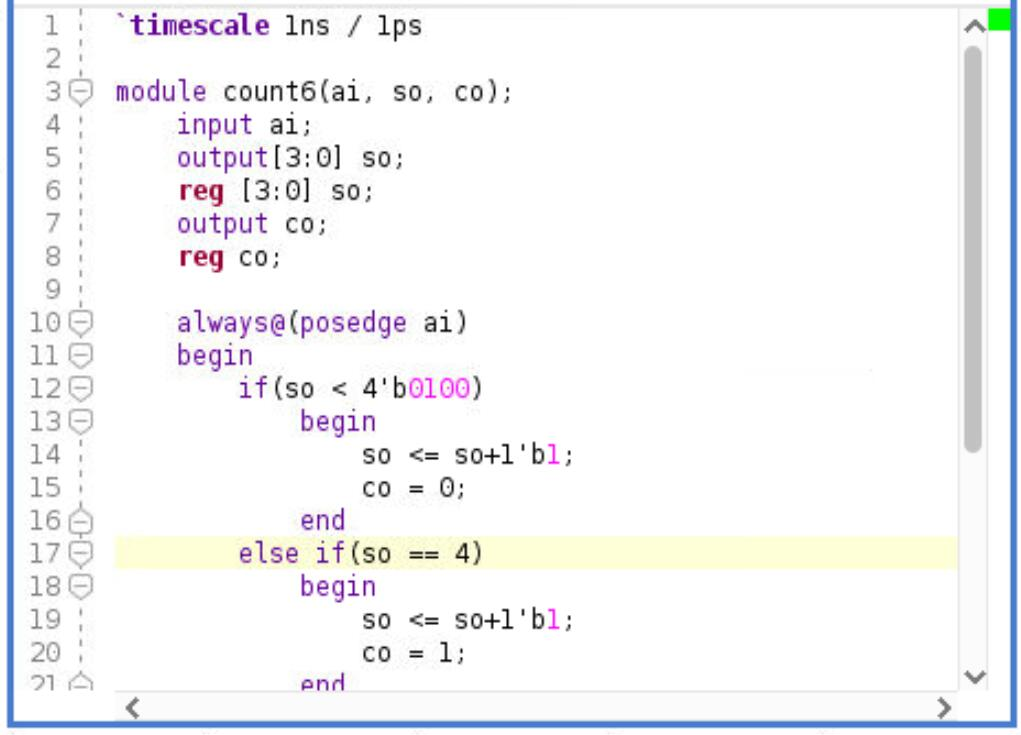 1 `timescale 1ns / 1ps
2
3 module count6(ai, so, co);
4 input ai;
5 output[3:0] so;
6 reg [3:0] so;
7 output co;
8 reg co;
9
10 always@(posedge ai)
11 begin
12 if(so < 4'b0100)
13 begin
14 so <= so+1'b1;
15 co = 0;
16 end
17 else if(so == 4)
18 begin
19 so <= so+1'b1;
20 co = 1;
21 end